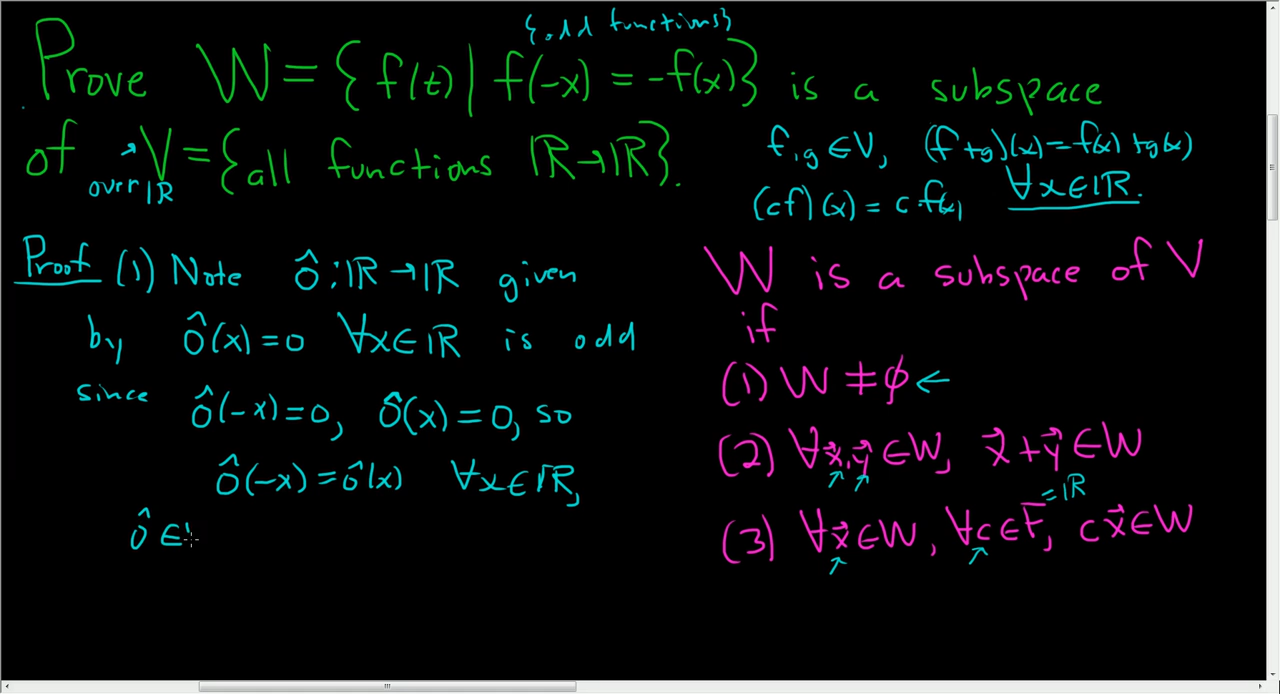 {odd functions}
Prove W = {f(t) | f(-x) = -f(x)} is a subspace
of V = {all functions ℝ→ℝ}.
over ℝ
f,g ∈ V, (f+g)(x) = f(x) + g(x)
(cf)(x) = c·f(x) ∀x∈ℝ.
Proof (1) Note ô : ℝ→ℝ given
by ô(x) = 0 ∀x∈ℝ is odd
since ô(-x) = 0, ô(x) = 0, so
ô(-x) = ô(x) ∀x∈ℝ,
ô ∈
W is a subspace of V
if
(1) W ≠ ϕ ←
(2) ∀x⃗,y⃗ ∈ W, x⃗+y⃗ ∈ W
(3) ∀x⃗ ∈ W, ∀c ∈ F, cx⃗ ∈ W
=ℝ